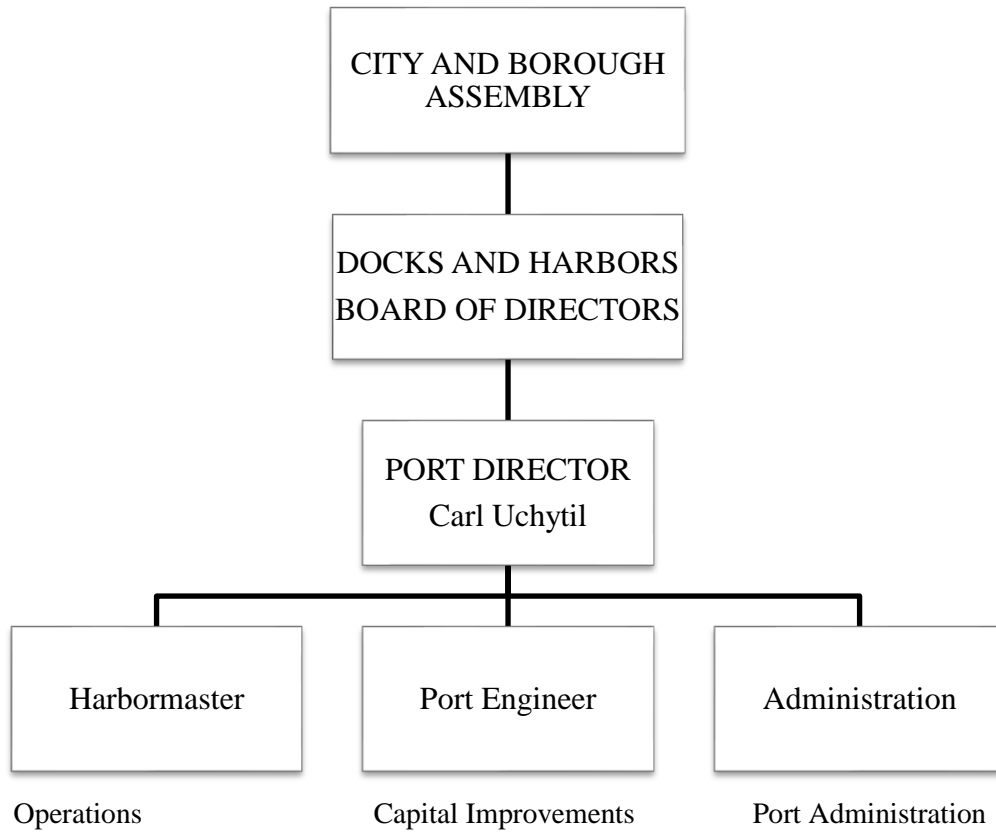 CITY AND BOROUGH
ASSEMBLY
DOCKS AND HARBORS
BOARD OF DIRECTORS
PORT DIRECTOR
Carl Uchytil
Harbormaster
Port Engineer
Administration
Operations
Capital Improvements
Port Administration